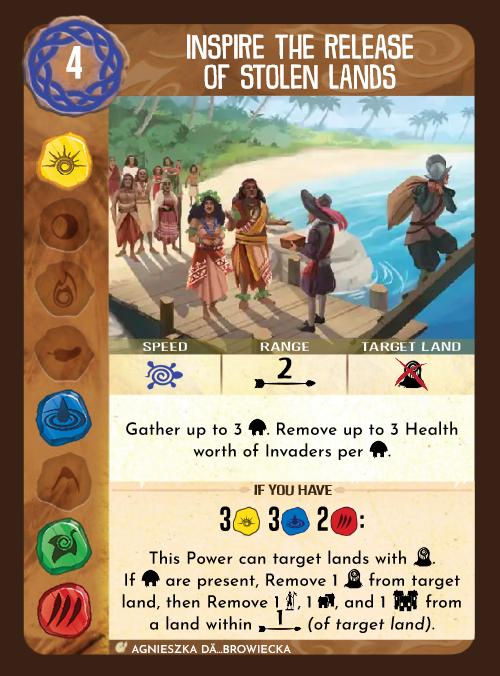 4
INSPIRE THE RELEASE
OF STOLEN LANDS
SPEED RANGE TARGET LAND
2
Gather up to 3 . Remove up to 3 Health
worth of Invaders per .
IF YOU HAVE
3 3 2 :
This Power can target lands with .
If are present, Remove 1 from target
land, then Remove 1 , 1 , and 1 from
a land within 1 (of target land).
AGNIESZKA DÄ...BROWIECKA